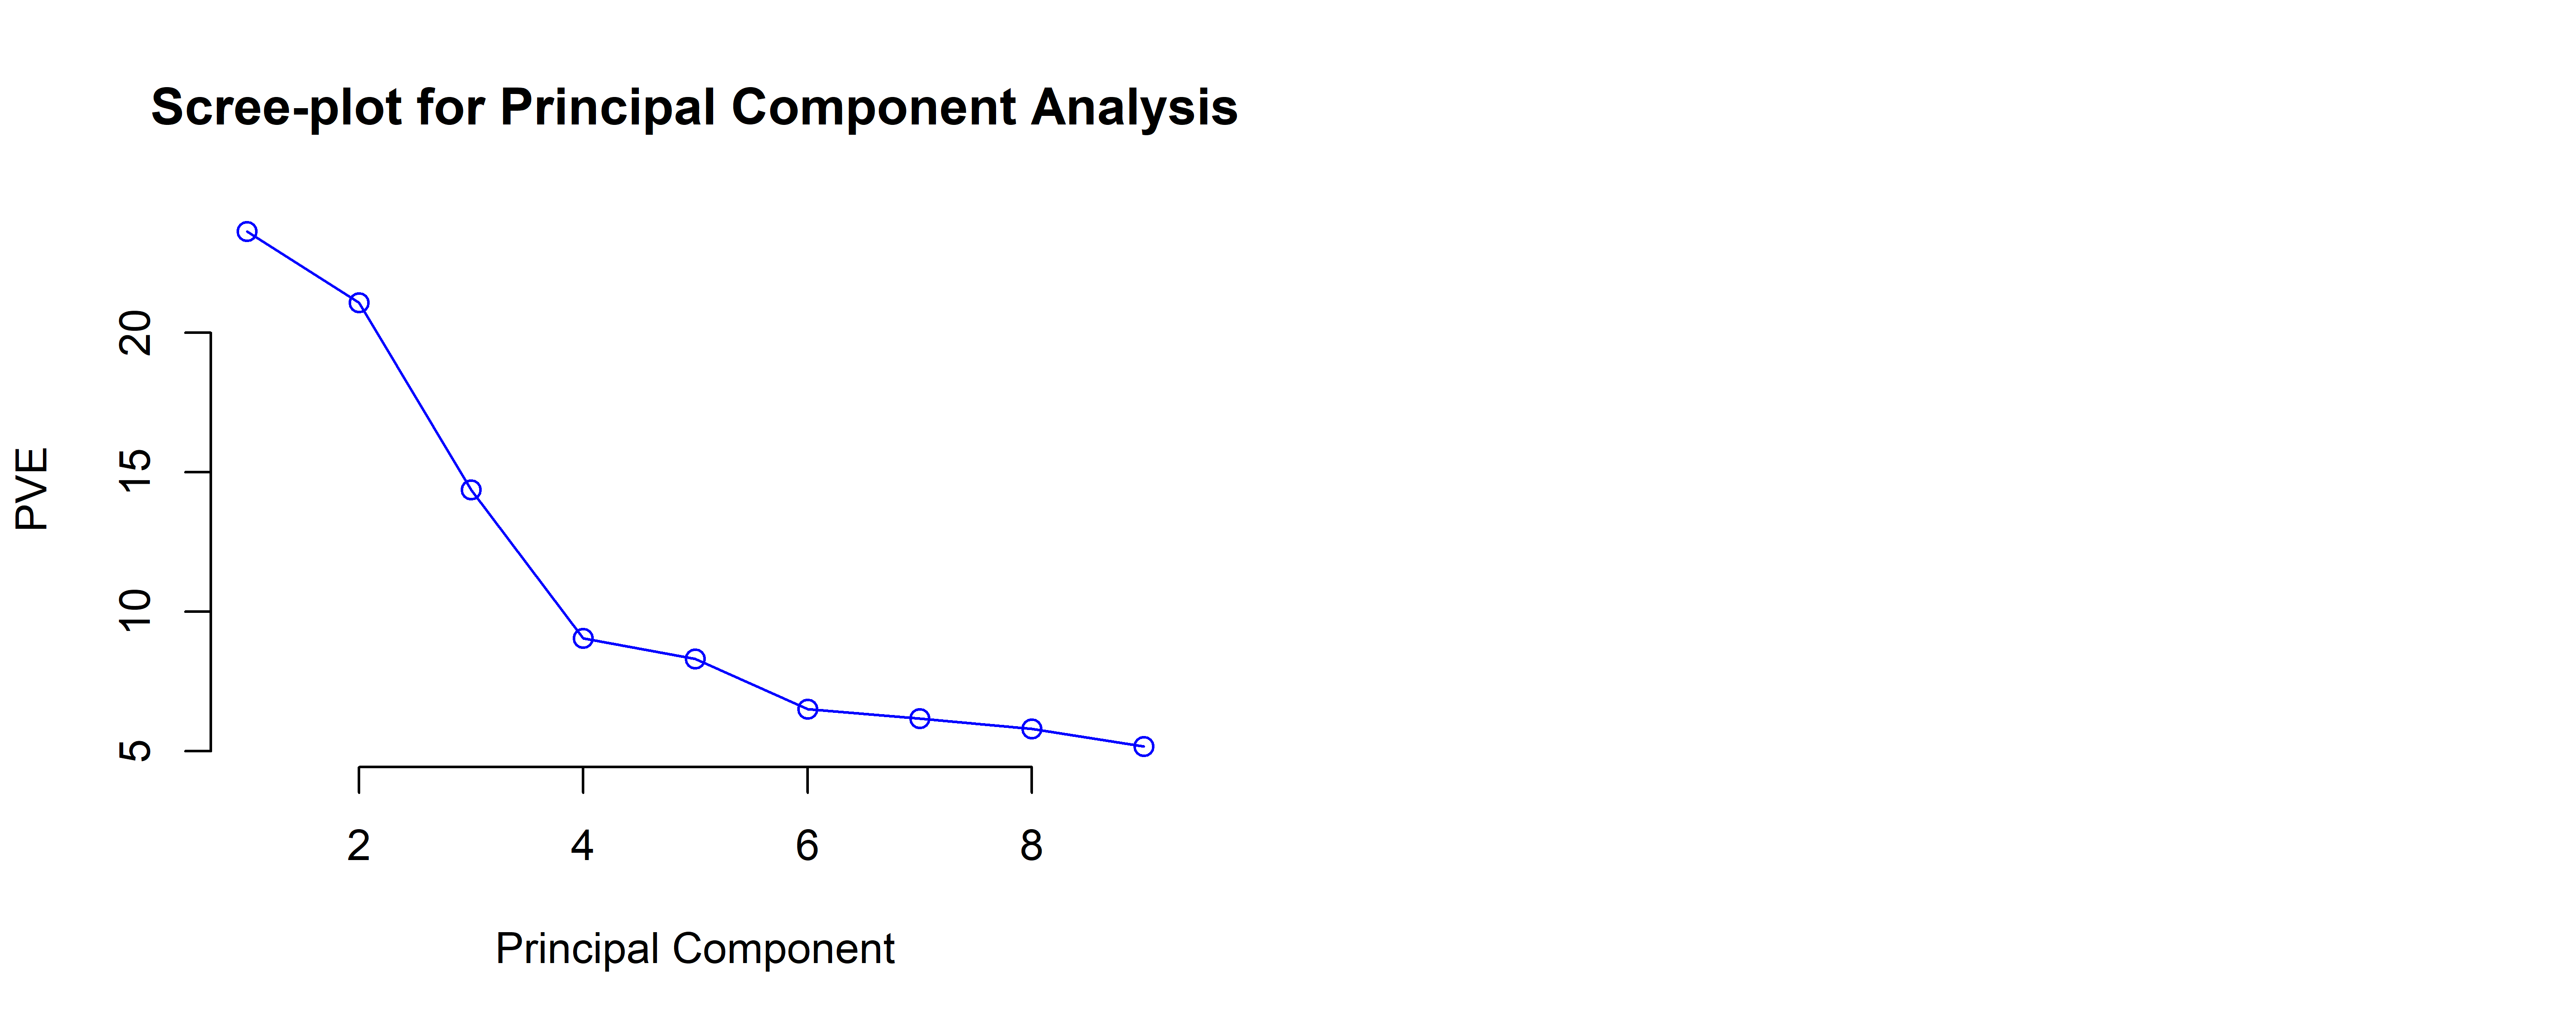 Scree-plot for Principal Component Analysis
PVE
20
15
10
5
2 4 6 8
Principal Component